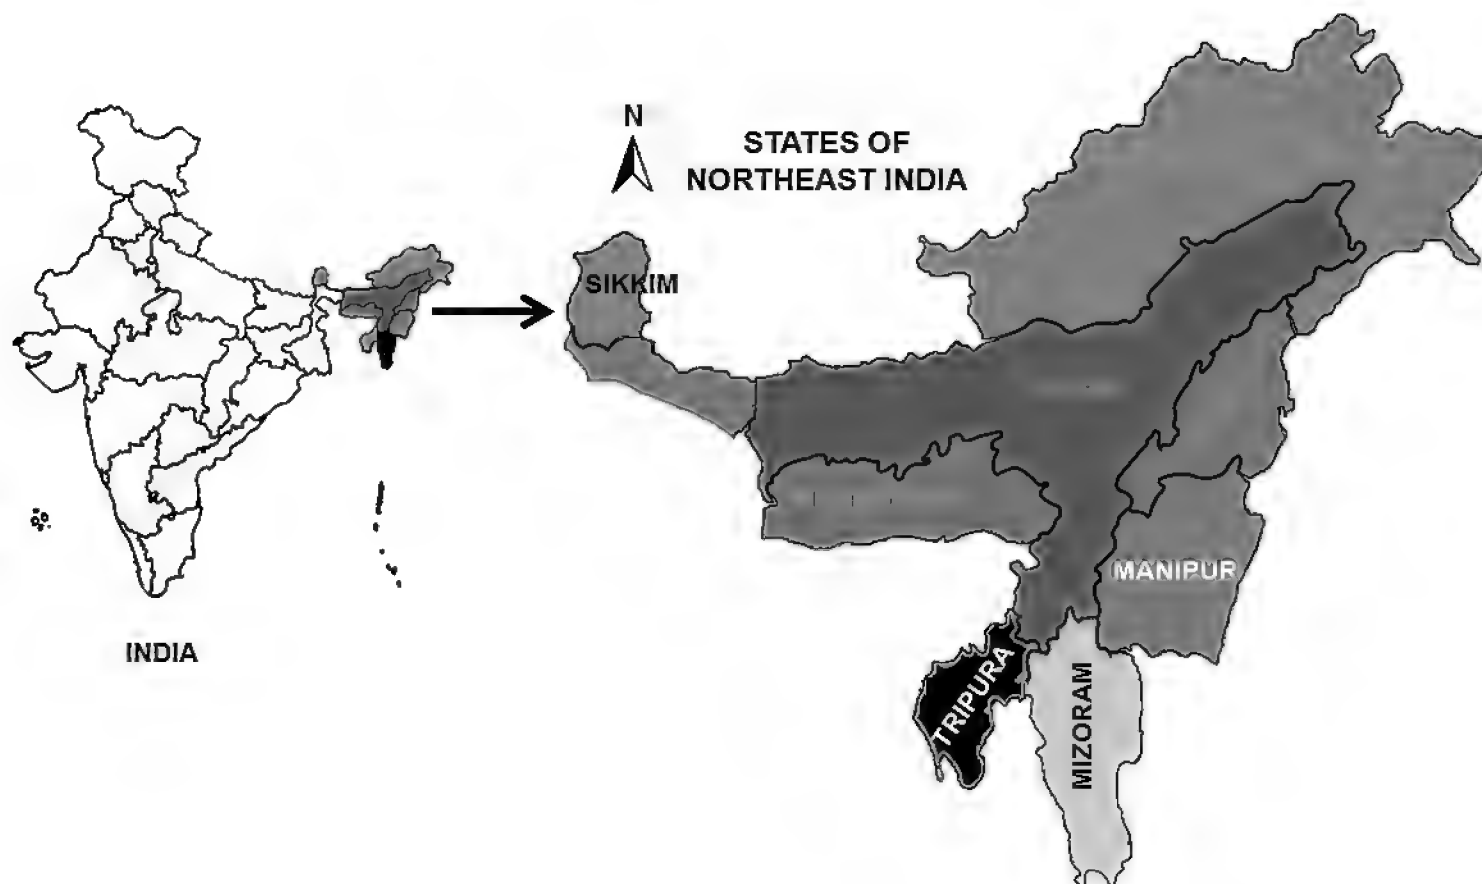 N
STATES OF
NORTHEAST INDIA
SIKKIM
MANIPUR
TRIPURA
MIZORAM
INDIA